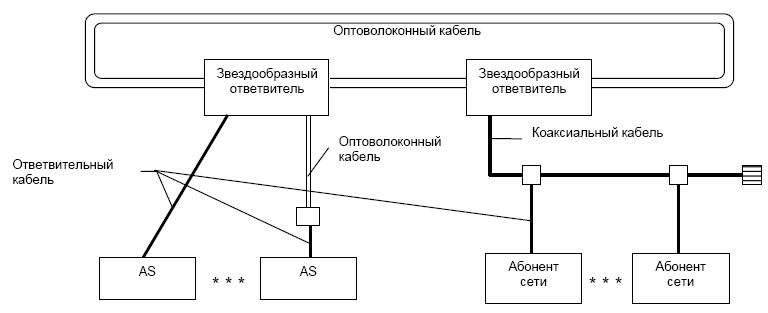 Оптоволоконный кабель
Звездообразный
ответвитель
Звездообразный
ответвитель
Оптоволоконный
кабель
Коаксиальный кабель
Ответвительный
кабель
AS
* * *
AS
Абонент
сети
* * *
Абонент
сети